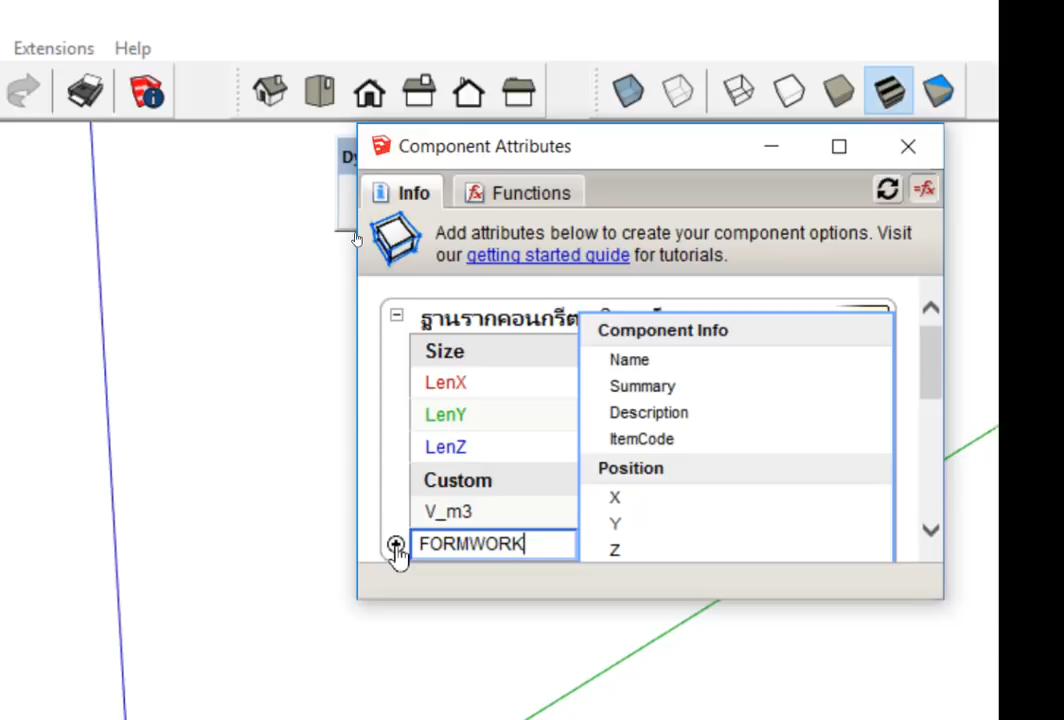 Extensions Help
Dy
Component Attributes
Info Functions =fx
Add attributes below to create your component options. Visit
our getting started guide for tutorials.
ฐานรากคอนกรีต
Size
LenX
LenY
LenZ
Custom
V_m3
FORMWORK
Component Info
Name
Summary
Description
ItemCode
Position
X
Y
Z